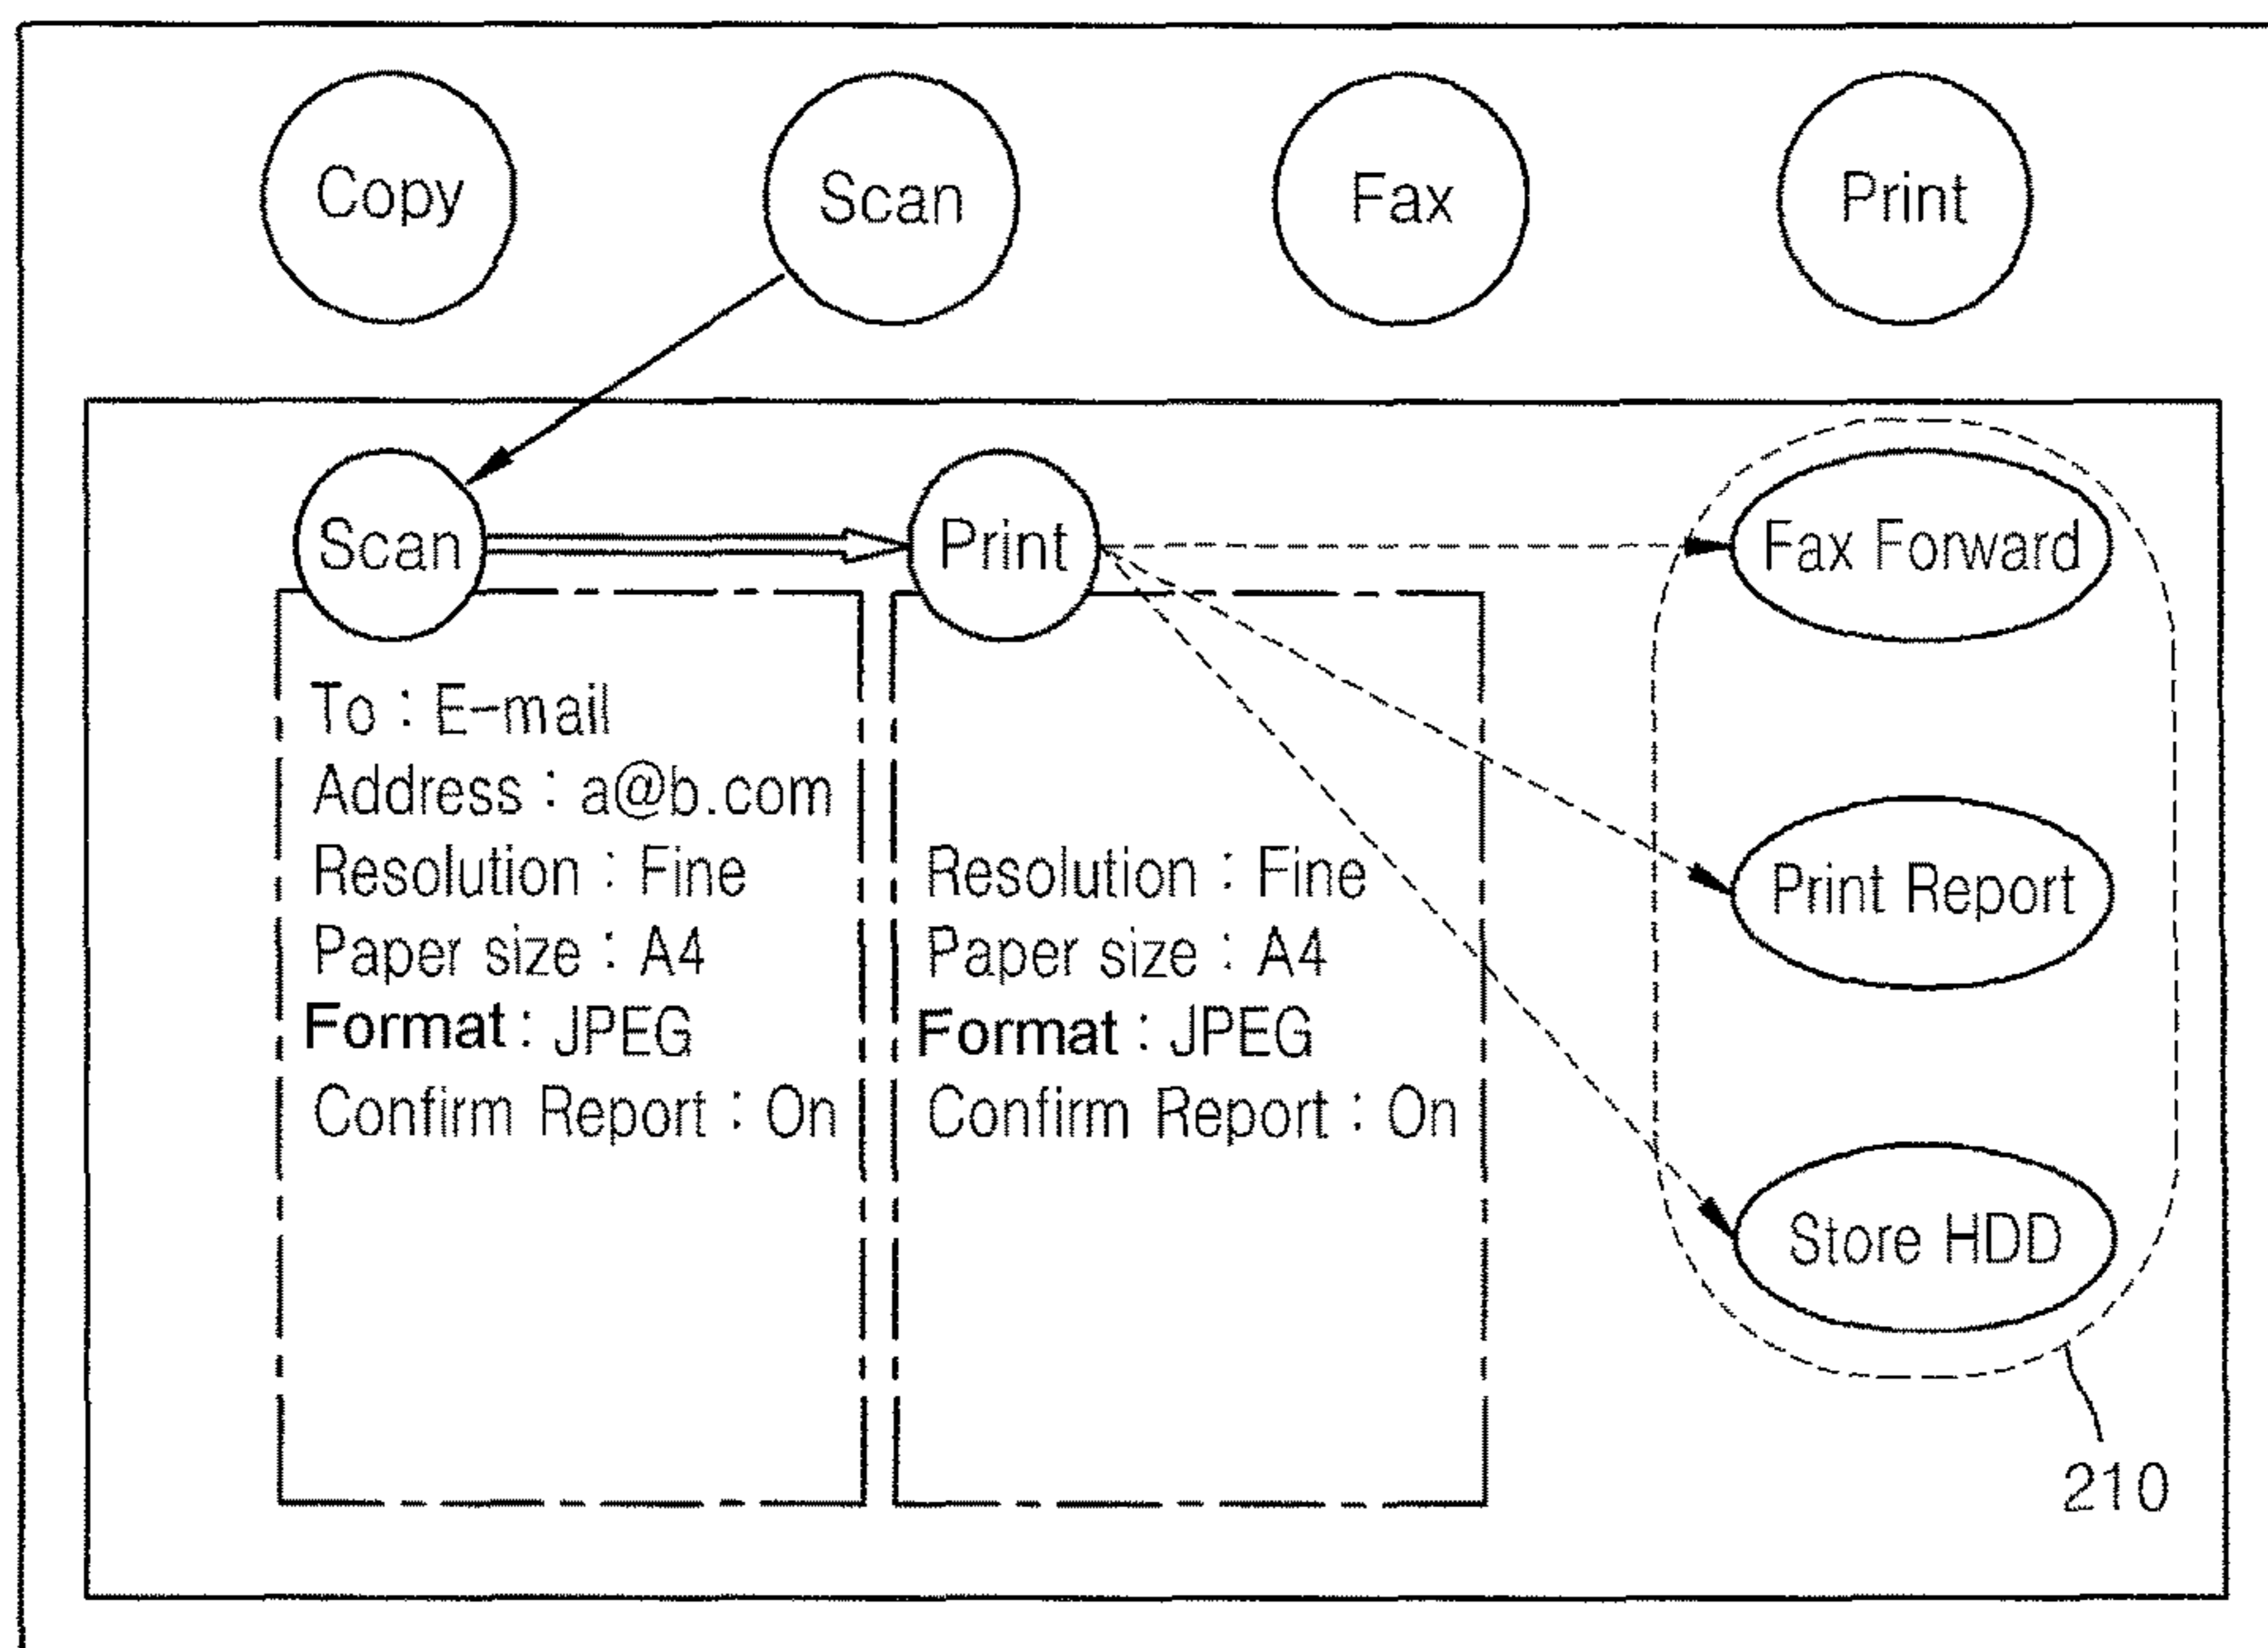 Copy
Scan
Fax
Print
Scan
Print
Fax Forward
To : E-mail
Address : a@b.com
Resolution : Fine
Paper size : A4
Format : JPEG
Confirm Report : On
Resolution : Fine
Paper size : A4
Format : JPEG
Confirm Report : On
Print Report
Store HDD
210